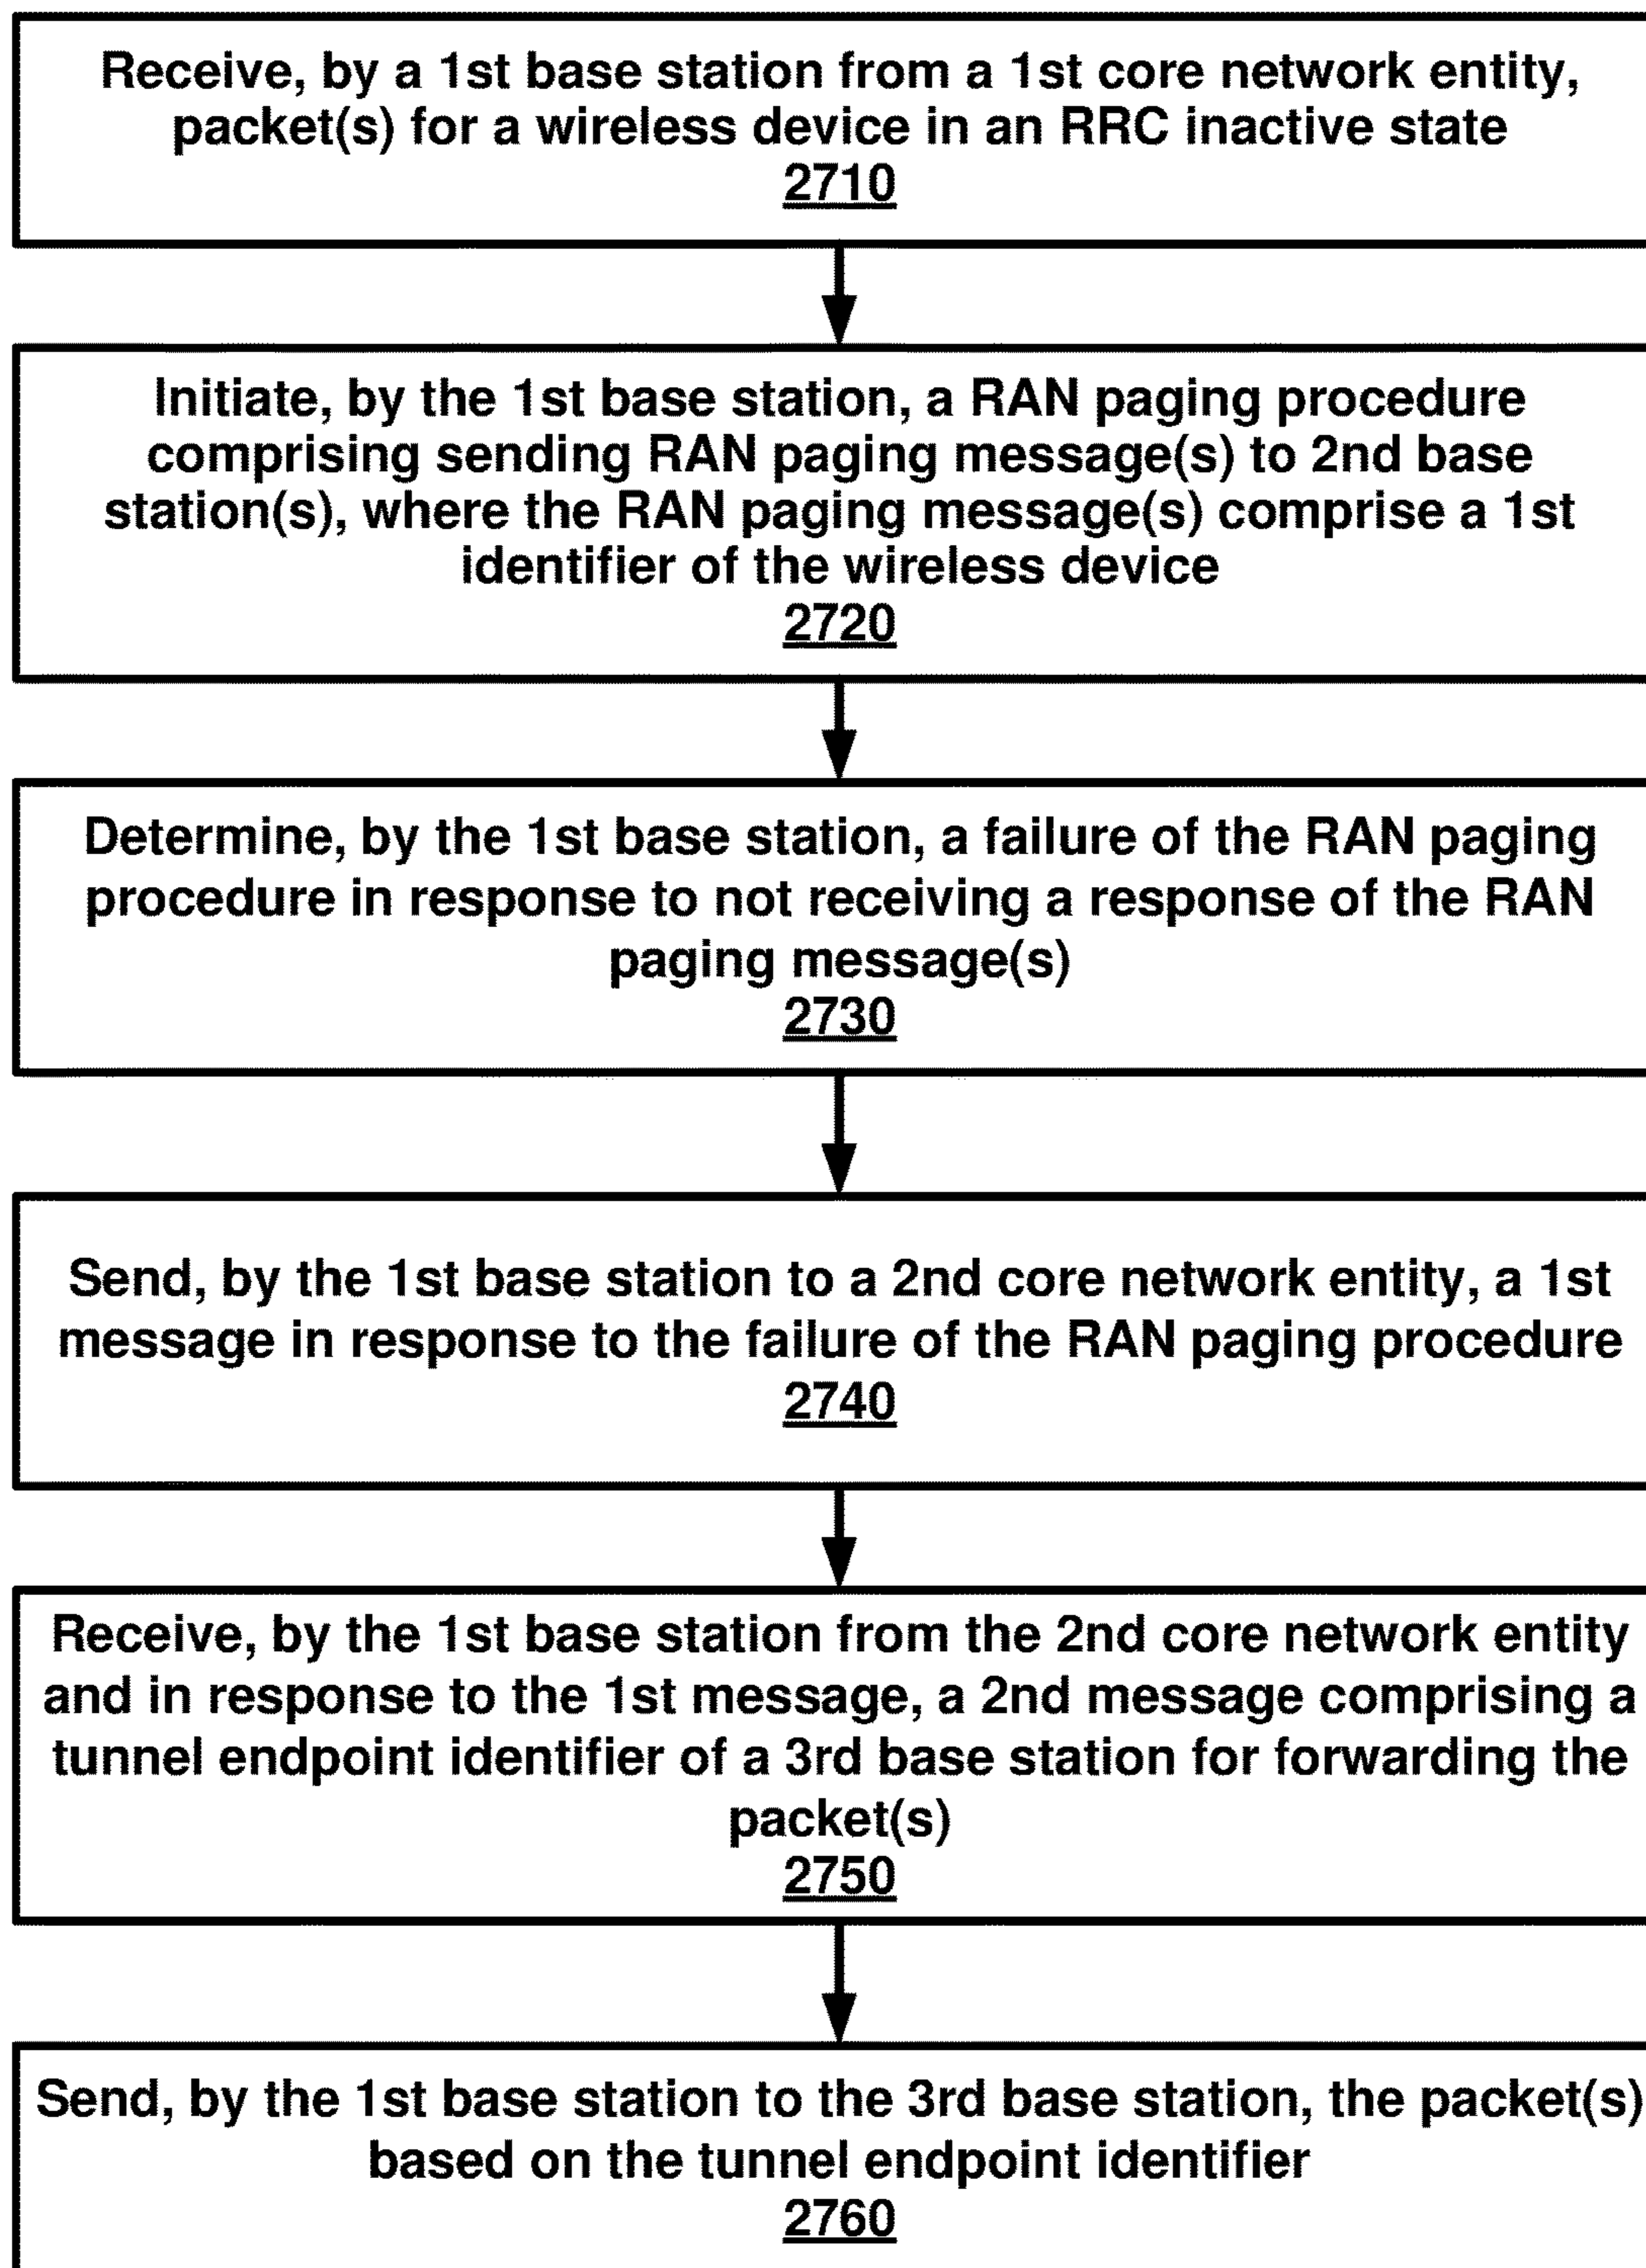 Receive, by a 1st base station from a 1st core network entity,
packet(s) for a wireless device in an RRC inactive state
2710
Initiate, by the 1st base station, a RAN paging procedure
comprising sending RAN paging message(s) to 2nd base
station(s), where the RAN paging message(s) comprise a 1st
identifier of the wireless device
2720
Determine, by the 1st base station, a failure of the RAN paging
procedure in response to not receiving a response of the RAN
paging message(s)
2730
Send, by the 1st base station to a 2nd core network entity, a 1st
message in response to the failure of the RAN paging procedure
2740
Receive, by the 1st base station from the 2nd core network entity
and in response to the 1st message, a 2nd message comprising a
tunnel endpoint identifier of a 3rd base station for forwarding the
packet(s)
2750
Send, by the 1st base station to the 3rd base station, the packet(s)
based on the tunnel endpoint identifier
2760